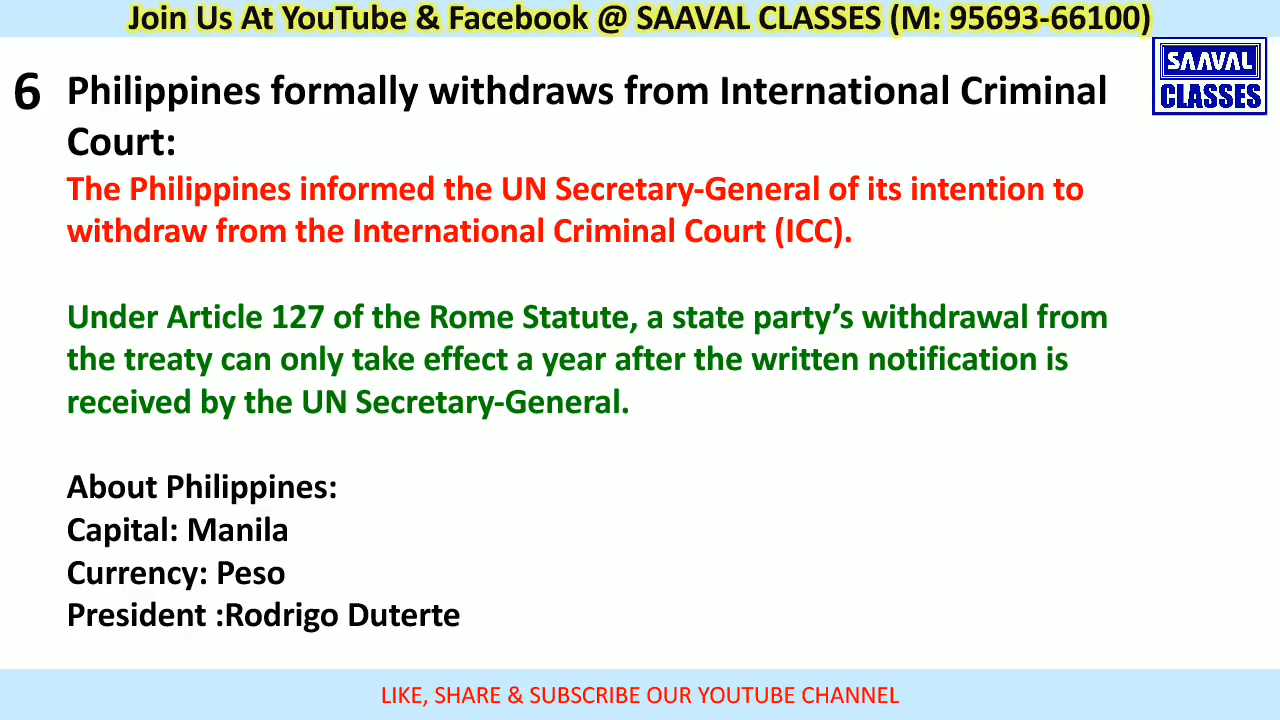 Join Us At YouTube & Facebook @ SAAVAL CLASSES (M: 95693-66100)
SAAVAL
CLASSES
6 Philippines formally withdraws from International Criminal
Court:
The Philippines informed the UN Secretary-General of its intention to
withdraw from the International Criminal Court (ICC).
Under Article 127 of the Rome Statute, a state party’s withdrawal from
the treaty can only take effect a year after the written notification is
received by the UN Secretary-General.
About Philippines:
Capital: Manila
Currency: Peso
President :Rodrigo Duterte
LIKE, SHARE & SUBSCRIBE OUR YOUTUBE CHANNEL